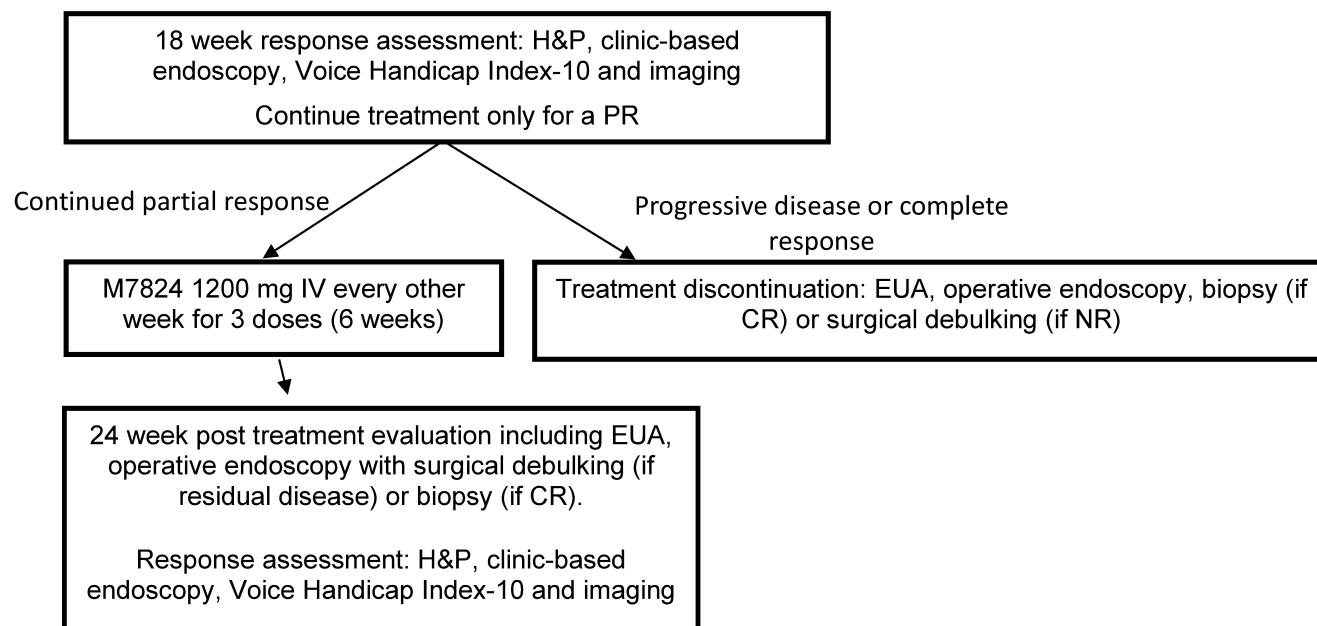 18 week response assessment: H&P, clinic-based
endoscopy, Voice Handicap Index-10 and imaging
Continue treatment only for a PR
Continued partial response
Progressive disease or complete
response
M7824 1200 mg IV every other
week for 3 doses (6 weeks)
Treatment discontinuation: EUA, operative endoscopy, biopsy (if
CR) or surgical debulking (if NR)
24 week post treatment evaluation including EUA,
operative endoscopy with surgical debulking (if
residual disease) or biopsy (if CR).
Response assessment: H&P, clinic-based
endoscopy, Voice Handicap Index-10 and imaging